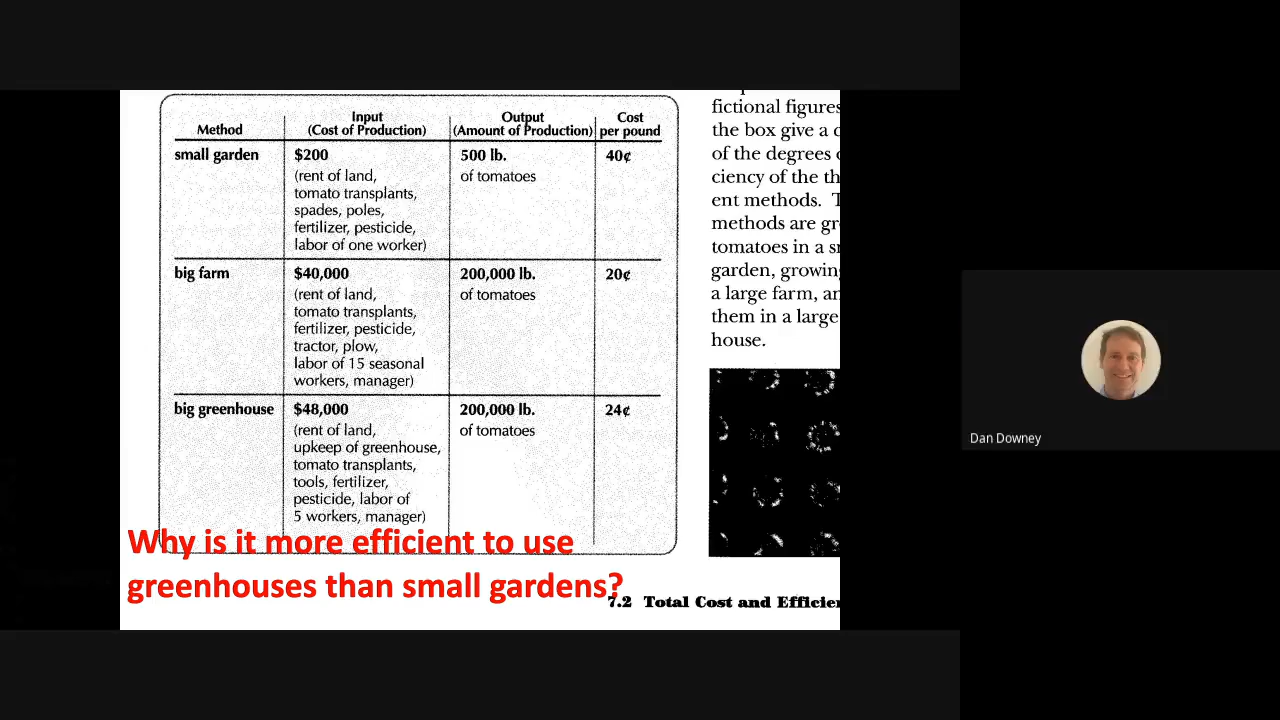 Method
Input
(Cost of Production)
Output
(Amount of Production)
Cost
per pound
small garden
$200
(rent of land,
tomato transplants,
spades, poles,
fertilizer, pesticide,
labor of one worker)
500 lb.
of tomatoes
40¢
big farm
$40,000
(rent of land,
tomato transplants,
fertilizer, pesticide,
tractor, plow,
labor of 15 seasonal
workers, manager)
200,000 lb.
of tomatoes
20¢
big greenhouse
$48,000
(rent of land,
upkeep of greenhouse,
tomato transplants,
tools, fertilizer,
pesticide, labor of
5 workers, manager)
200,000 lb.
of tomatoes
24¢
fictional figures
the box give a
of the degrees
ciency of the th
ent methods.
methods are gr
tomatoes in a s
garden, growing
a large farm, an
them in a large
house.
Why is it more efficient to use
greenhouses than small gardens?
7.2 Total Cost and Efficien
Dan Downey